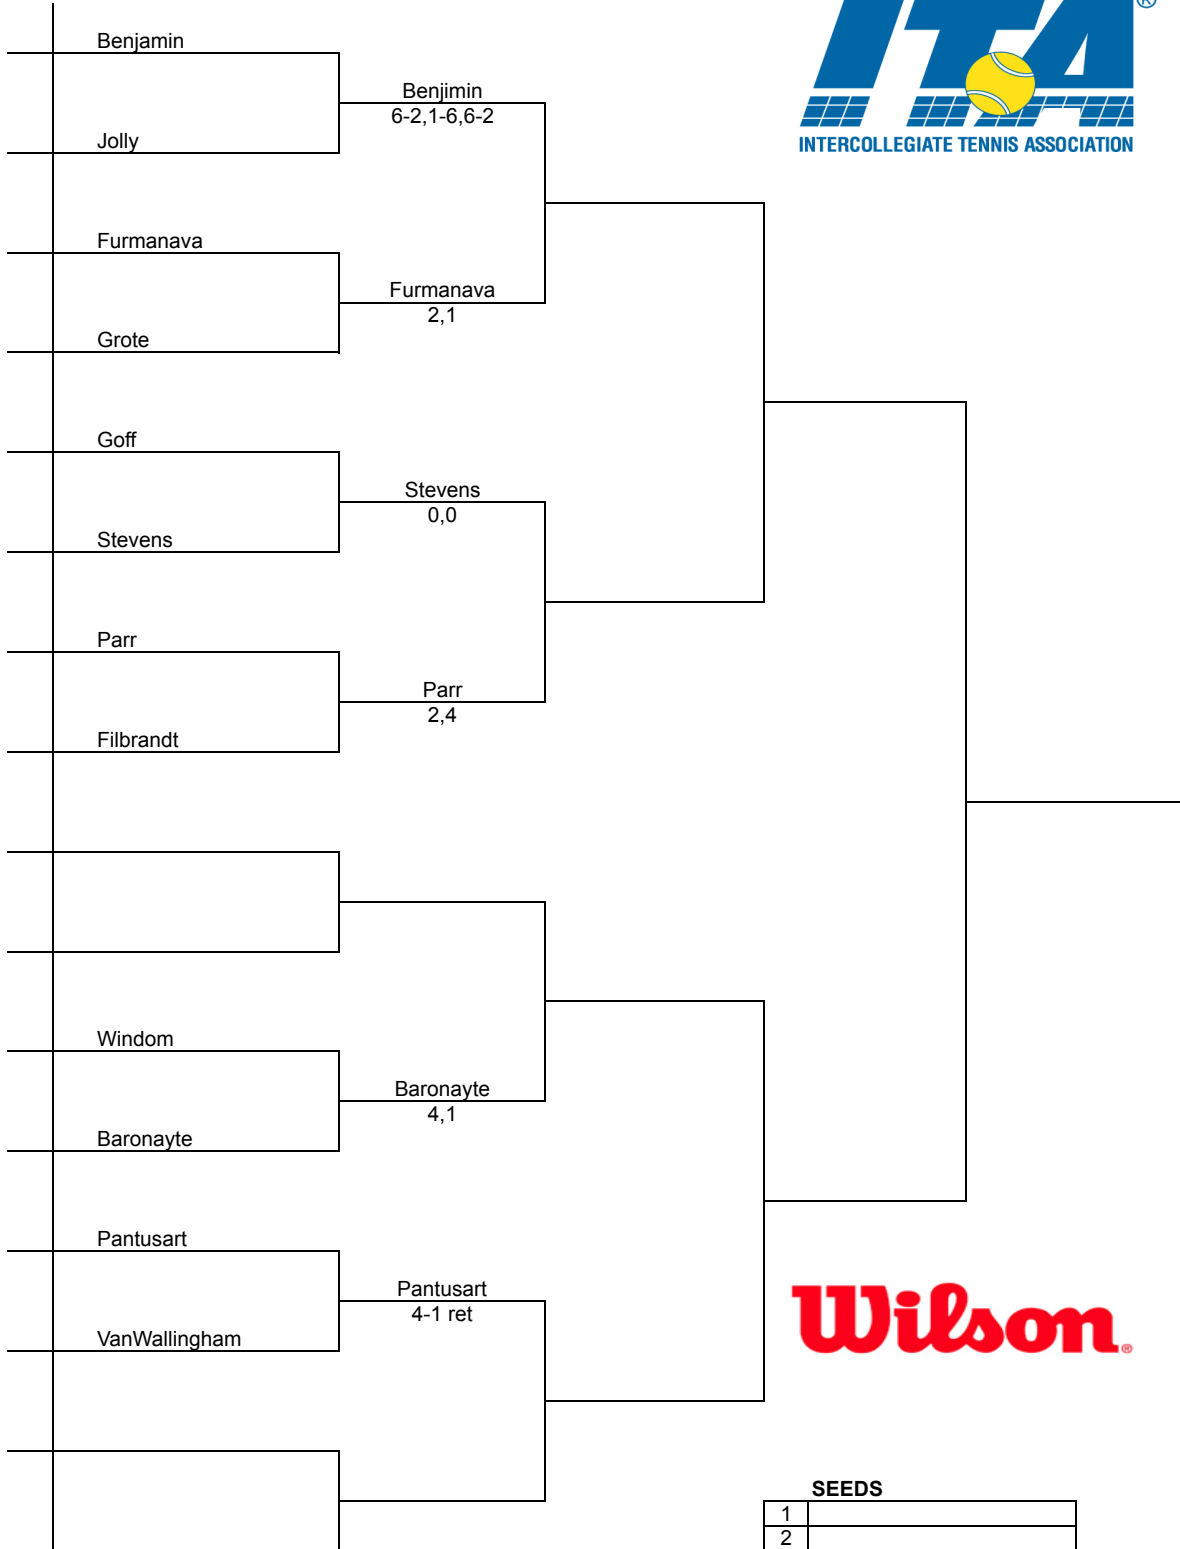 ITA
®
INTERCOLLEGIATE TENNIS ASSOCIATION
Benjamin
Benjimin
6-2,1-6,6-2
Jolly
Furmanava
Furmanava
2,1
Grote
Goff
Stevens
0,0
Stevens
Parr
Parr
2,4
Filbrandt
Windom
Baronayte
4,1
Baronayte
Pantusart
Pantusart
4-1 ret
VanWallingham
Wilson®
SEEDS
1
2